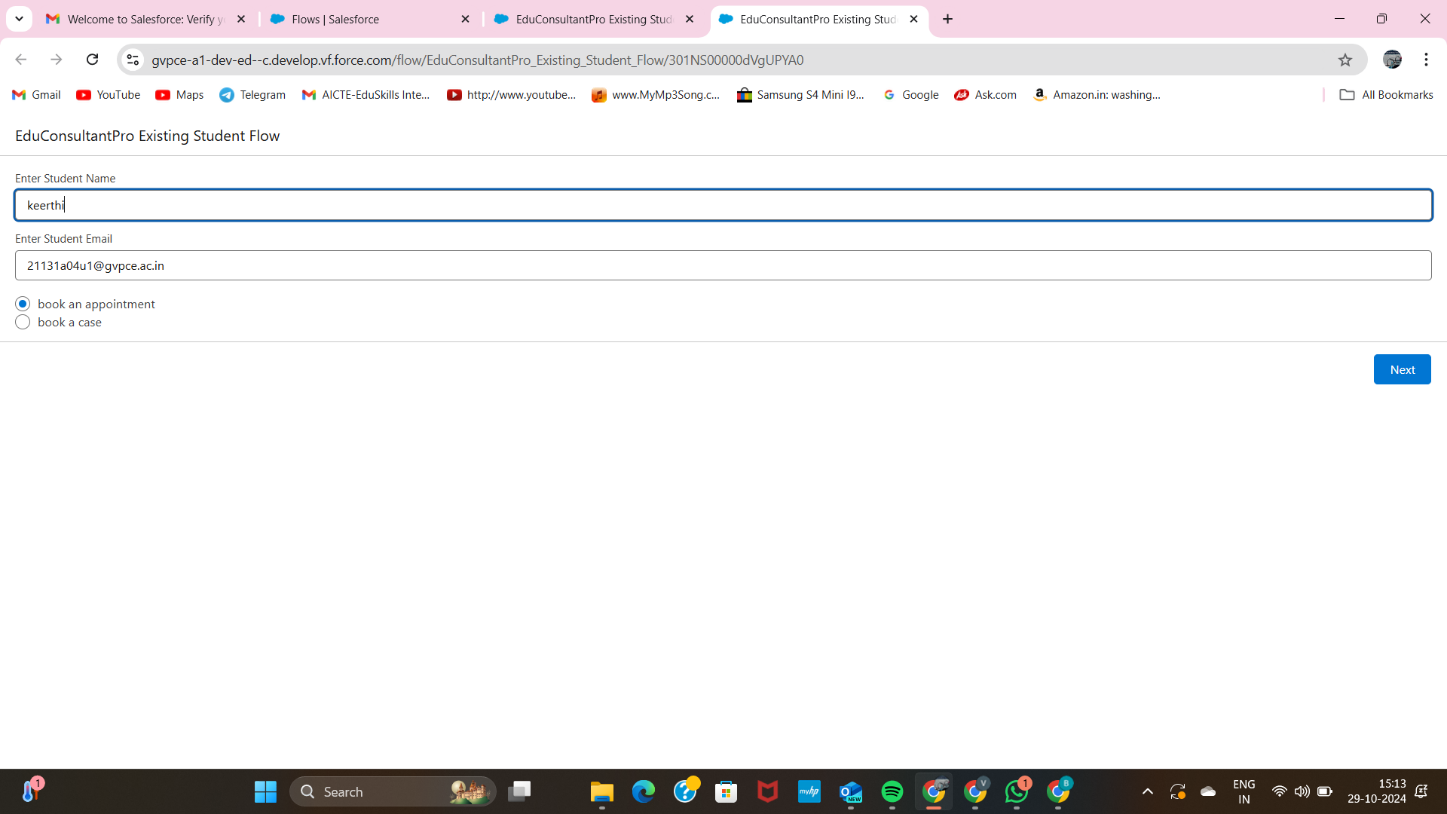 Welcome to Salesforce: Verify y
Flows | Salesforce
EduConsultantPro Existing Stud
EduConsultantPro Existing Stud
gvpce-a1-dev-ed--c.develop.vf.force.com/flow/EduConsultantPro_Existing_Student_Flow/301NS00000dVgUPYA0
Gmail
YouTube
Maps
Telegram
AICTE-EduSkills Inte...
http://www.youtube...
www.MyMp3Song.c...
Samsung S4 Mini I9...
Google
Ask.com
Amazon.in: washing...
All Bookmarks
EduConsultantPro Existing Student Flow
Enter Student Name
keerthi
Enter Student Email
21131a04u1@gvpce.ac.in
book an appointment
book a case
Next
1
Search
myhp
NEW
V
1
B
ENG
IN
15:13
29-10-2024